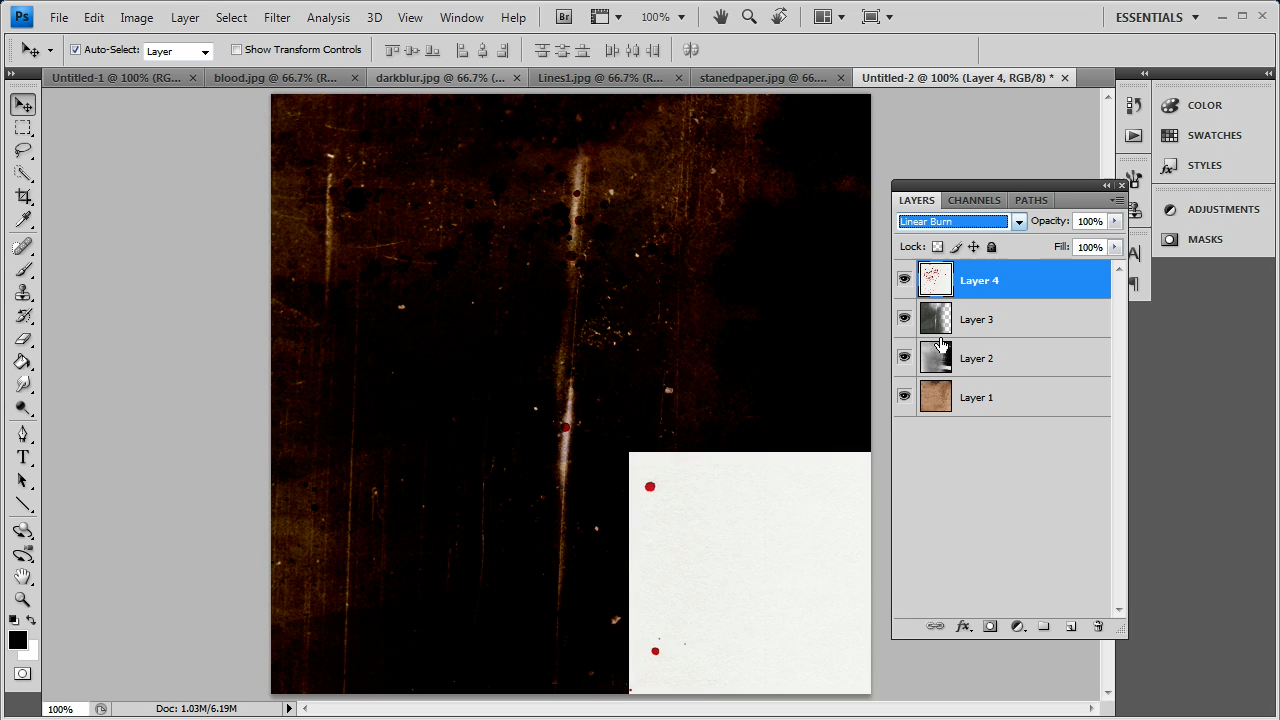 Ps File Edit Image Layer Select Filter Analysis 3D View Window Help Br 100% ESSENTIALS
Auto-Select: Layer Show Transform Controls
Untitled-1 @ 100% (RG... × blood.jpg @ 66.7% (R... × darkblur.jpg @ 66.7% (... × Lines1.jpg @ 66.7% (R... × stanedpaper.jpg @ 66.... × Untitled-2 @ 100% (Layer 4, RGB/8) * ×
COLOR
SWATCHES
STYLES
ADJUSTMENTS
MASKS
LAYERS CHANNELS PATHS
Linear Burn Opacity: 100%
Lock: Fill: 100%
Layer 4
Layer 3
Layer 2
Layer 1
100% Doc: 1.03M/6.19M